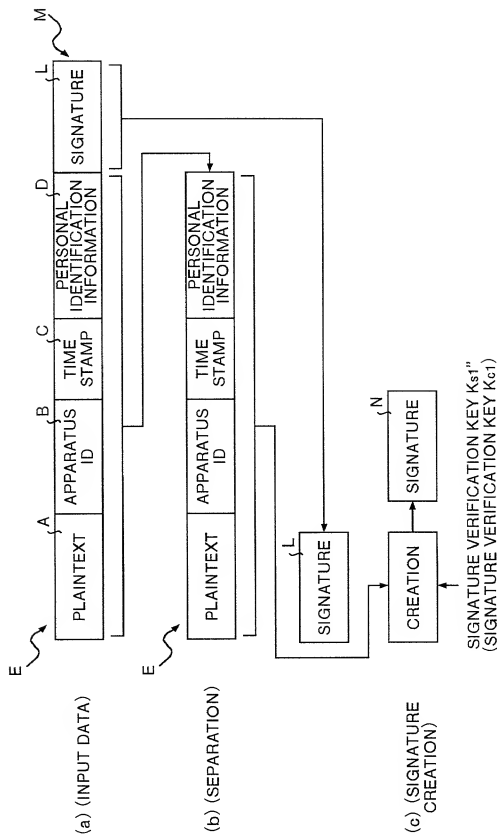 E
A
B
C
D
L
M
(a) (INPUT DATA)
PLAINTEXT
APPARATUS
ID
TIME
STAMP
PERSONAL
IDENTIFICATION
INFORMATION
SIGNATURE
E
(b) (SEPARATION)
PLAINTEXT
APPARATUS
ID
TIME
STAMP
PERSONAL
IDENTIFICATION
INFORMATION
L
SIGNATURE
(c) (SIGNATURE
CREATION)
CREATION
N
SIGNATURE
SIGNATURE VERIFICATION KEY Ks1"
(SIGNATURE VERIFICATION KEY Kc1)